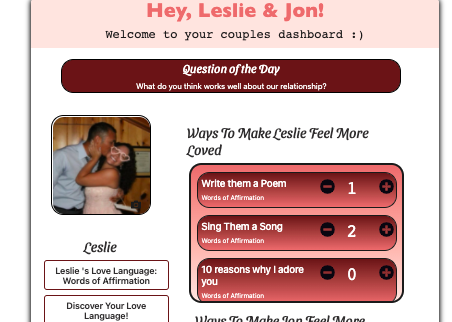 Hey, Leslie & Jon!
Welcome to your couples dashboard :)
Question of the Day
What do you think works well about our relationship?
Ways To Make Leslie Feel More
Loved
Write them a Poem
Words of Affirmation
1
Sing Them a Song
Words of Affirmation
2
10 reasons why I adore
you
Words of Affirmation
0
Leslie
Leslie 's Love Language:
Words of Affirmation
Discover Your Love
Language!
Ways To Make Jon Feel More